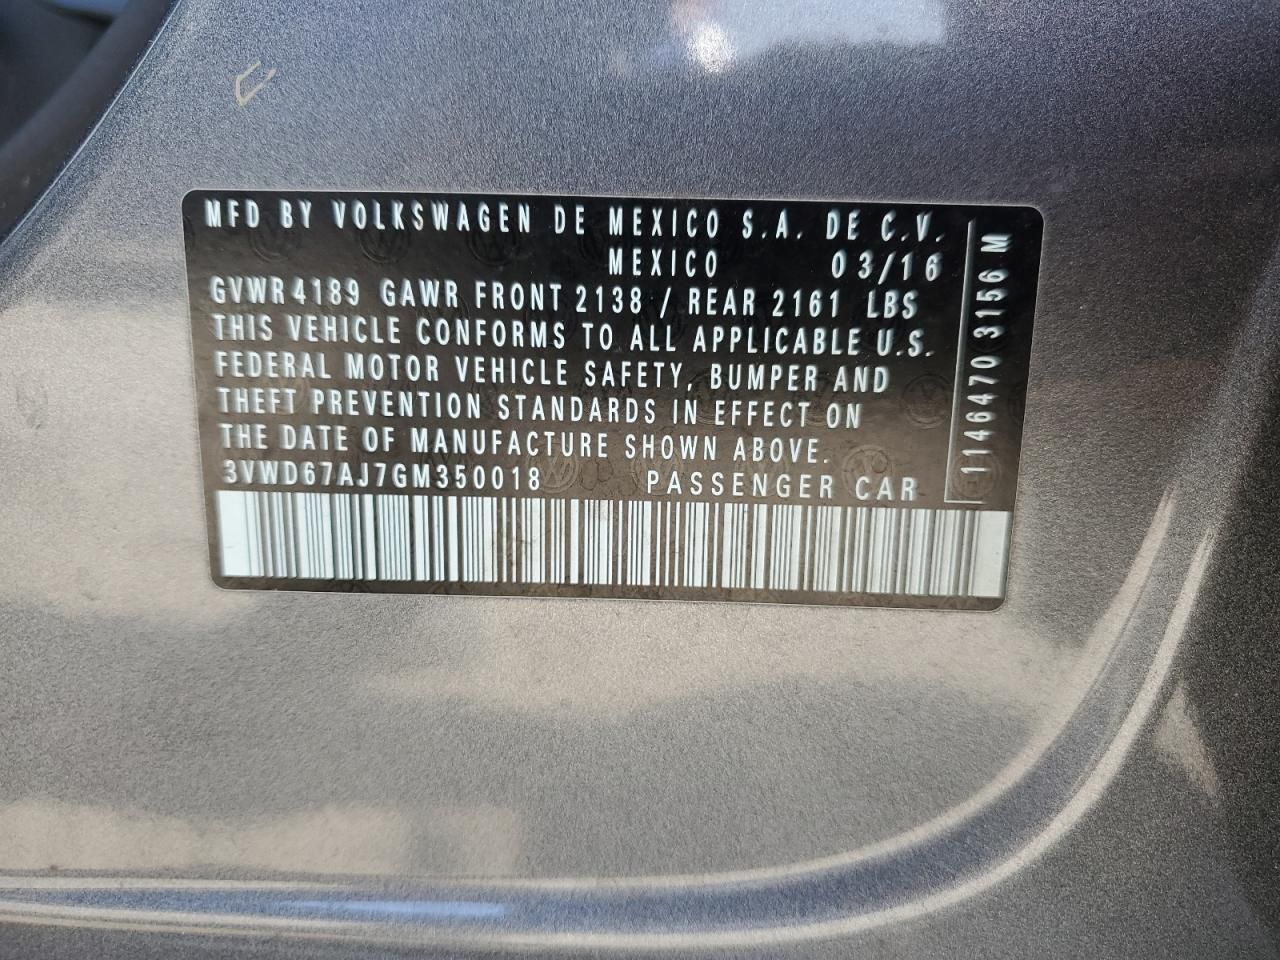 MFD BY VOLKSWAGEN DE MEXICO S.A. DE C.V.
MEXICO 03/16
GVWR 4189 GAWR FRONT 2138 / REAR 2161 LBS
THIS VEHICLE CONFORMS TO ALL APPLICABLE U.S.
FEDERAL MOTOR VEHICLE SAFETY, BUMPER AND
THEFT PREVENTION STANDARDS IN EFFECT ON
THE DATE OF MANUFACTURE SHOWN ABOVE.
3VWD67AJ7GM350018 PASSENGER CAR
1146470 3156 M